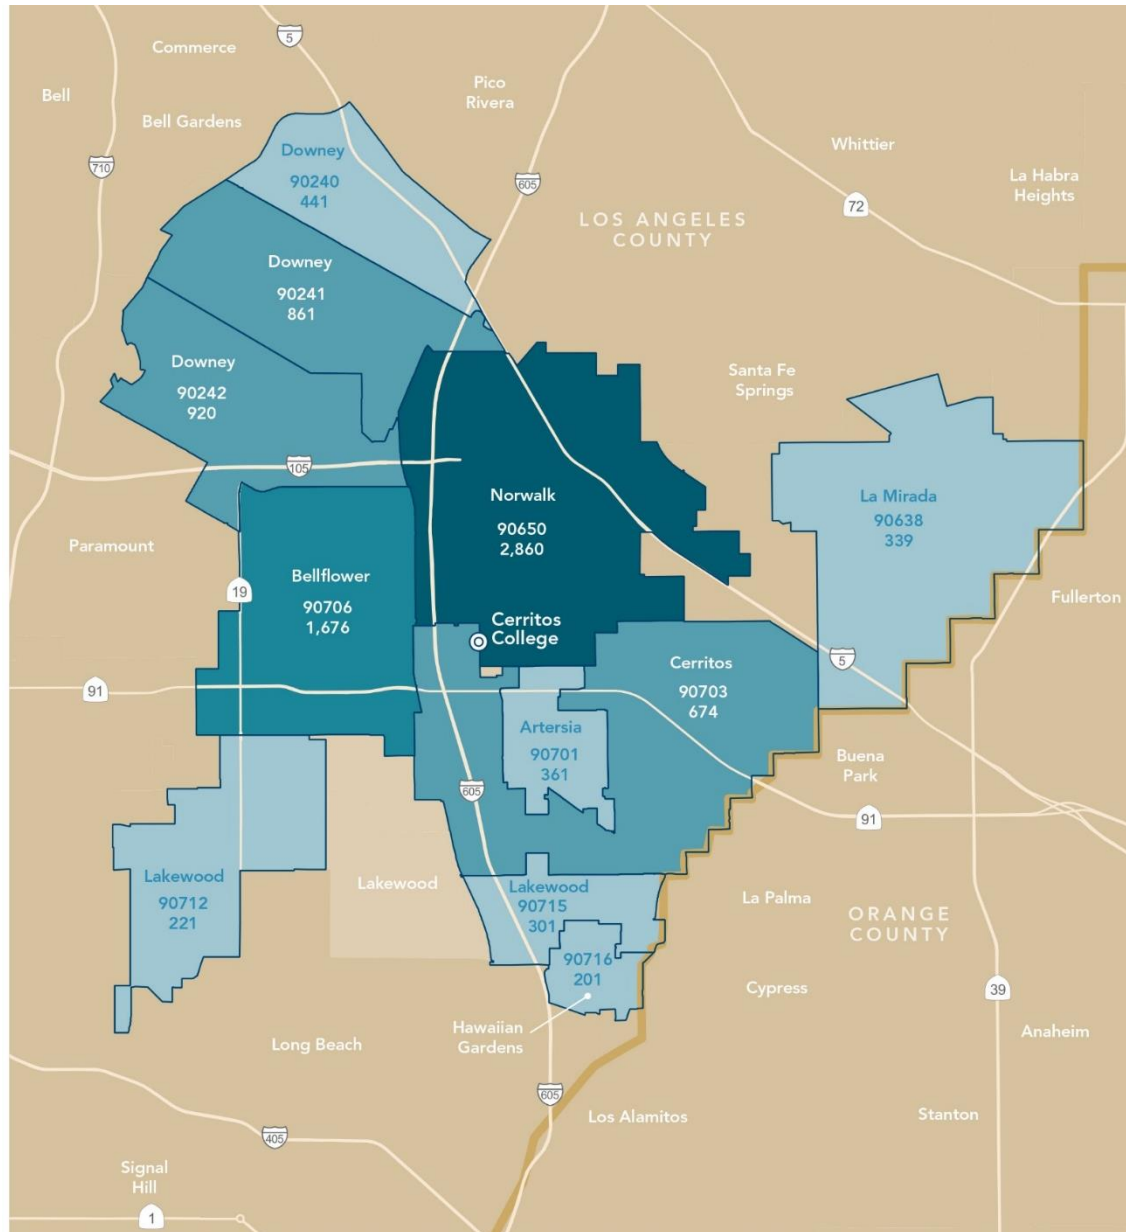 Commerce
5
Bell
Pico
Rivera
Bell Gardens
Downey
90240
441
Whittier
710
605
La Habra
Heights
72
LOS ANGELES
COUNTY
Downey
90241
861
Downey
90242
920
Santa Fe
Springs
105
Norwalk
90650
2,860
La Mirada
90638
339
Paramount
Bellflower
90706
1,676
19
Fullerton
Cerritos
College
5
Cerritos
90703
674
91
Artersia
90701
361
Buena
Park
605
91
Lakewood
90712
221
Lakewood
Lakewood
90715
301
La Palma
ORANGE
COUNTY
90716
201
Cypress
39
Hawaiian
Gardens
Long Beach
Anaheim
605
Los Alamitos
Stanton
405
Signal
Hill
1